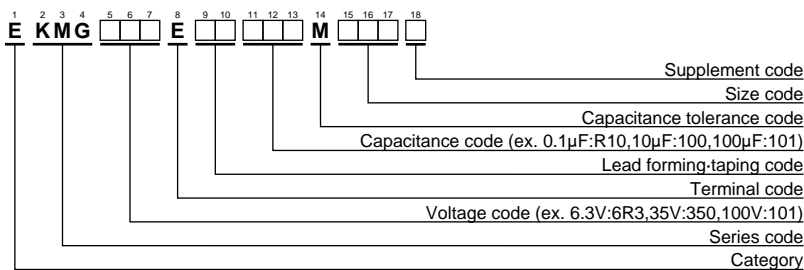 1 2 3 4 5 6 7 8 9 10 11 12 13 14 15 16 17 18
E KMG □□□ E □□ □□□ M □□□ □
Supplement code
Size code
Capacitance tolerance code
Capacitance code (ex. 0.1µF:R10,10µF:100,100µF:101)
Lead forming·taping code
Terminal code
Voltage code (ex. 6.3V:6R3,35V:350,100V:101)
Series code
Category